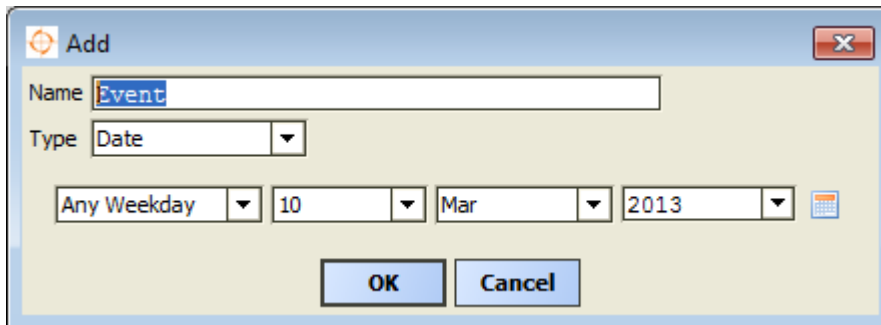 Add
Name Event
Type Date
Any Weekday 10 Mar 2013
OK Cancel